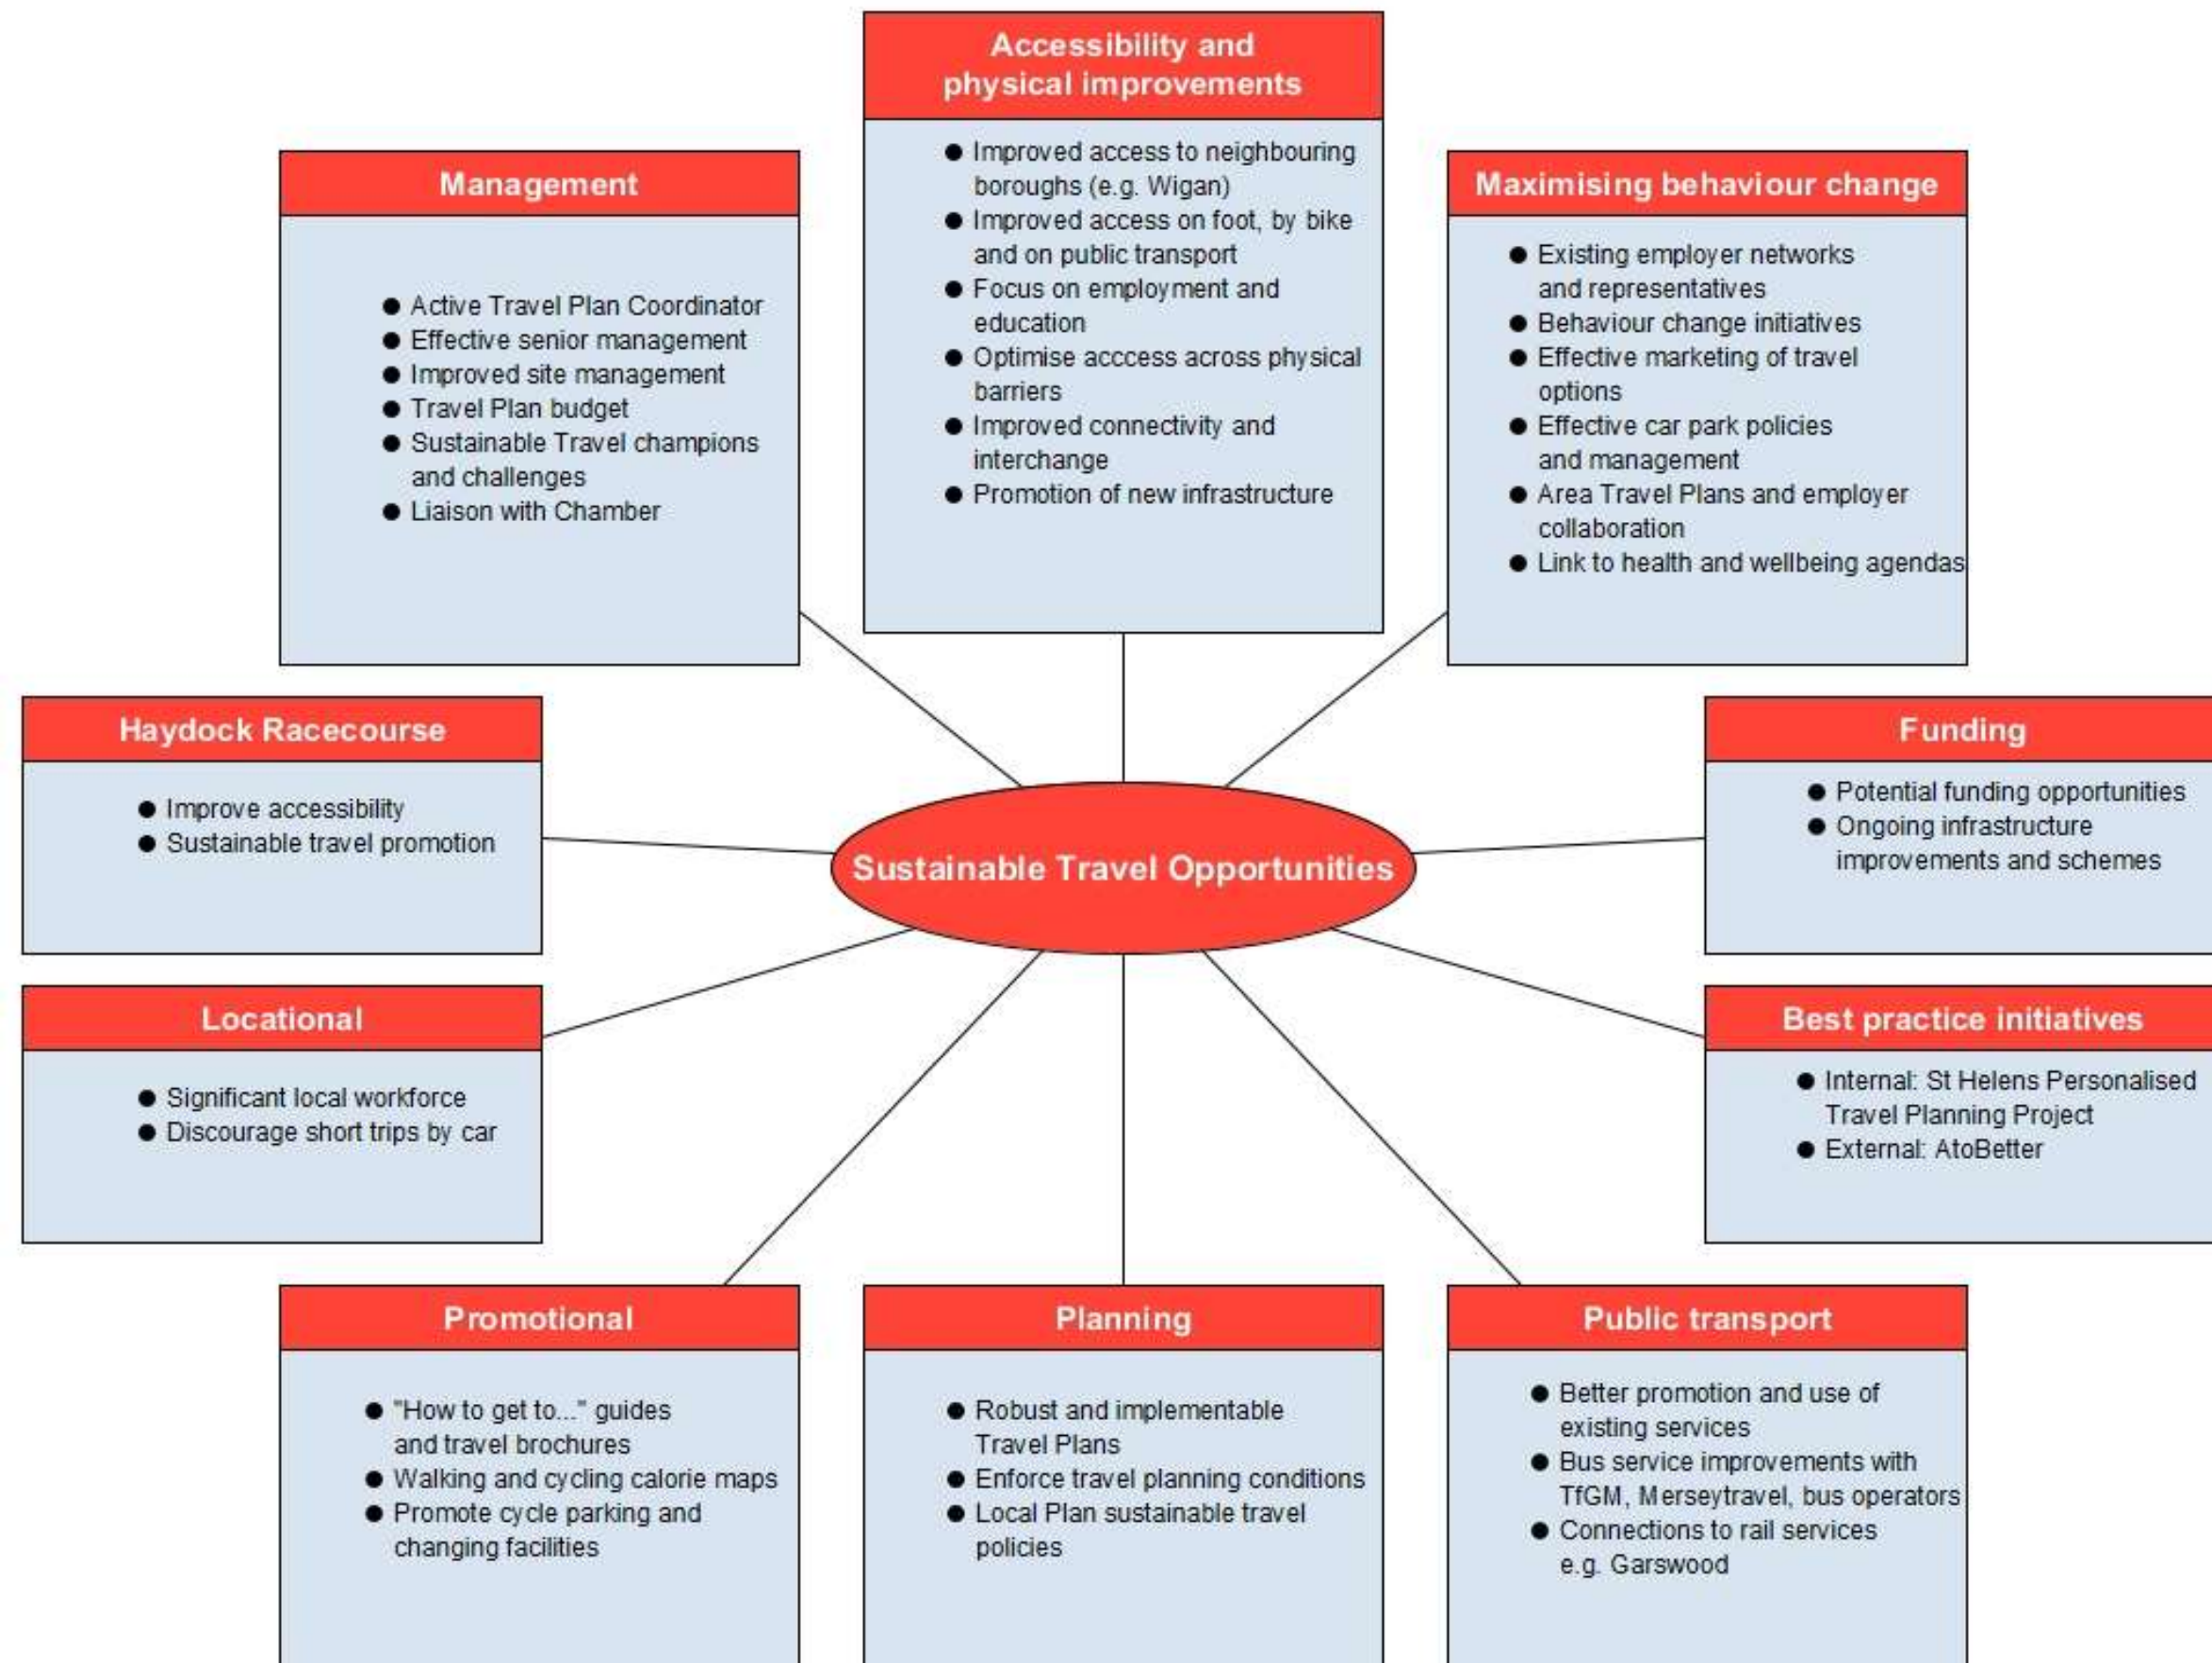 Accessibility and
physical improvements
● Improved access to neighbouring
boroughs (e.g. Wigan)
● Improved access on foot, by bike
and on public transport
● Focus on employment and
education
● Optimise acccess across physical
barriers
● Improved connectivity and
interchange
● Promotion of new infrastructure
Management
● Active Travel Plan Coordinator
● Effective senior management
● Improved site management
● Travel Plan budget
● Sustainable Travel champions
and challenges
● Liaison with Chamber
Maximising behaviour change
● Existing employer networks
and representatives
● Behaviour change initiatives
● Effective marketing of travel
options
● Effective car park policies
and management
● Area Travel Plans and employer
collaboration
● Link to health and wellbeing agendas
Haydock Racecourse
● Improve accessibility
● Sustainable travel promotion
Funding
● Potential funding opportunities
● Ongoing infrastructure
improvements and schemes
Sustainable Travel Opportunities
Locational
● Significant local workforce
● Discourage short trips by car
Best practice initiatives
● Internal: St Helens Personalised
Travel Planning Project
● External: AtoBetter
Promotional
● "How to get to..." guides
and travel brochures
● Walking and cycling calorie maps
● Promote cycle parking and
changing facilities
Planning
● Robust and implementable
Travel Plans
● Enforce travel planning conditions
● Local Plan sustainable travel
policies
Public transport
● Better promotion and use of
existing services
● Bus service improvements with
TfGM, Merseytravel, bus operators
● Connections to rail services
e.g. Garswood